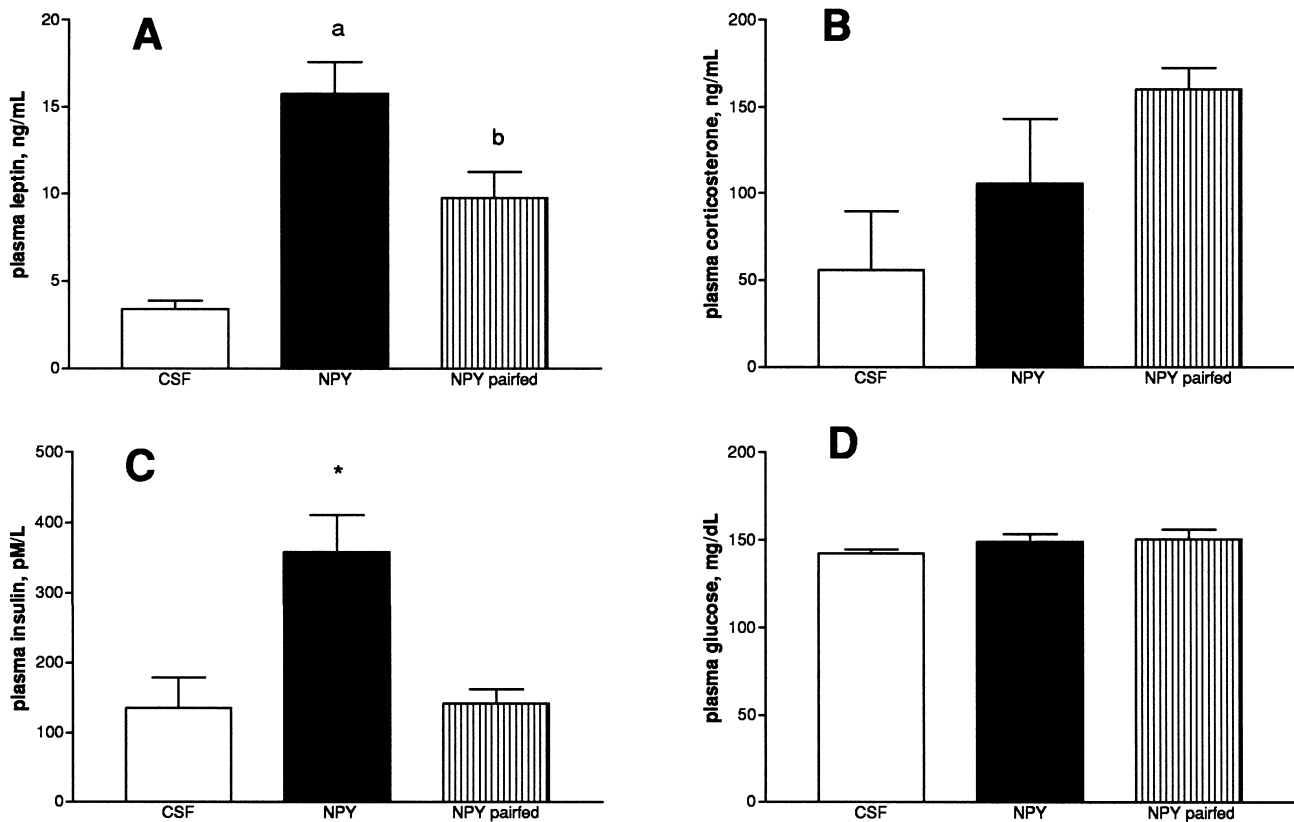 A
a
b
plasma leptin, ng/mL
20
15
10
5
0
CSF
NPY
NPY pairfed
B
plasma corticosterone, ng/mL
200
150
100
50
0
CSF
NPY
NPY pairfed
C
*
plasma insulin, pM/L
500
400
300
200
100
0
CSF
NPY
NPY pairfed
D
plasma glucose, mg/dL
200
150
100
50
0
CSF
NPY
NPY pairfed